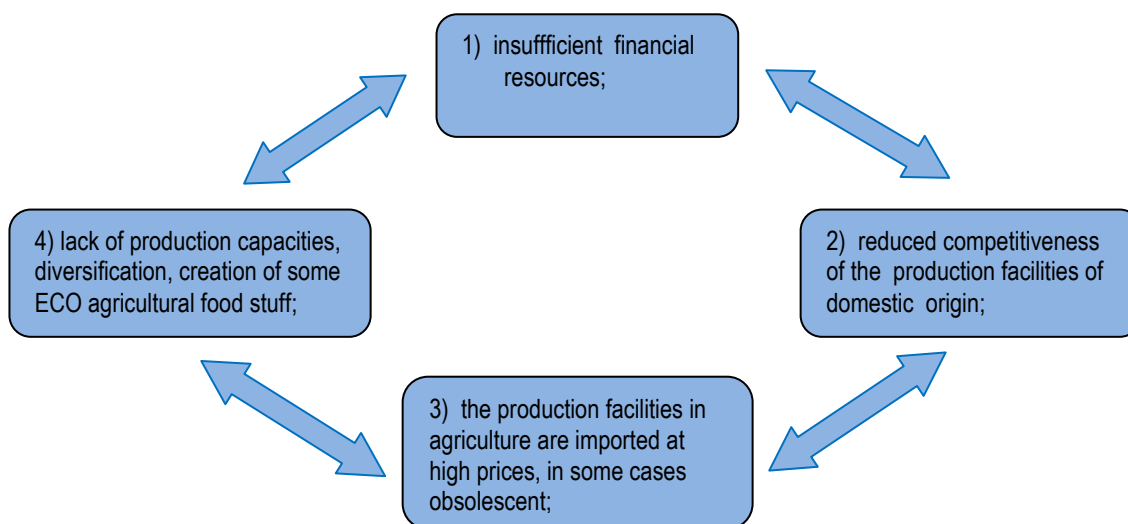 1) insuffficient financial
resources;
2) reduced competitiveness
of the production facilities of
domestic origin;
3) the production facilities in
agriculture are imported at
high prices, in some cases
obsolescent;
4) lack of production capacities,
diversification, creation of some
ECO agricultural food stuff;